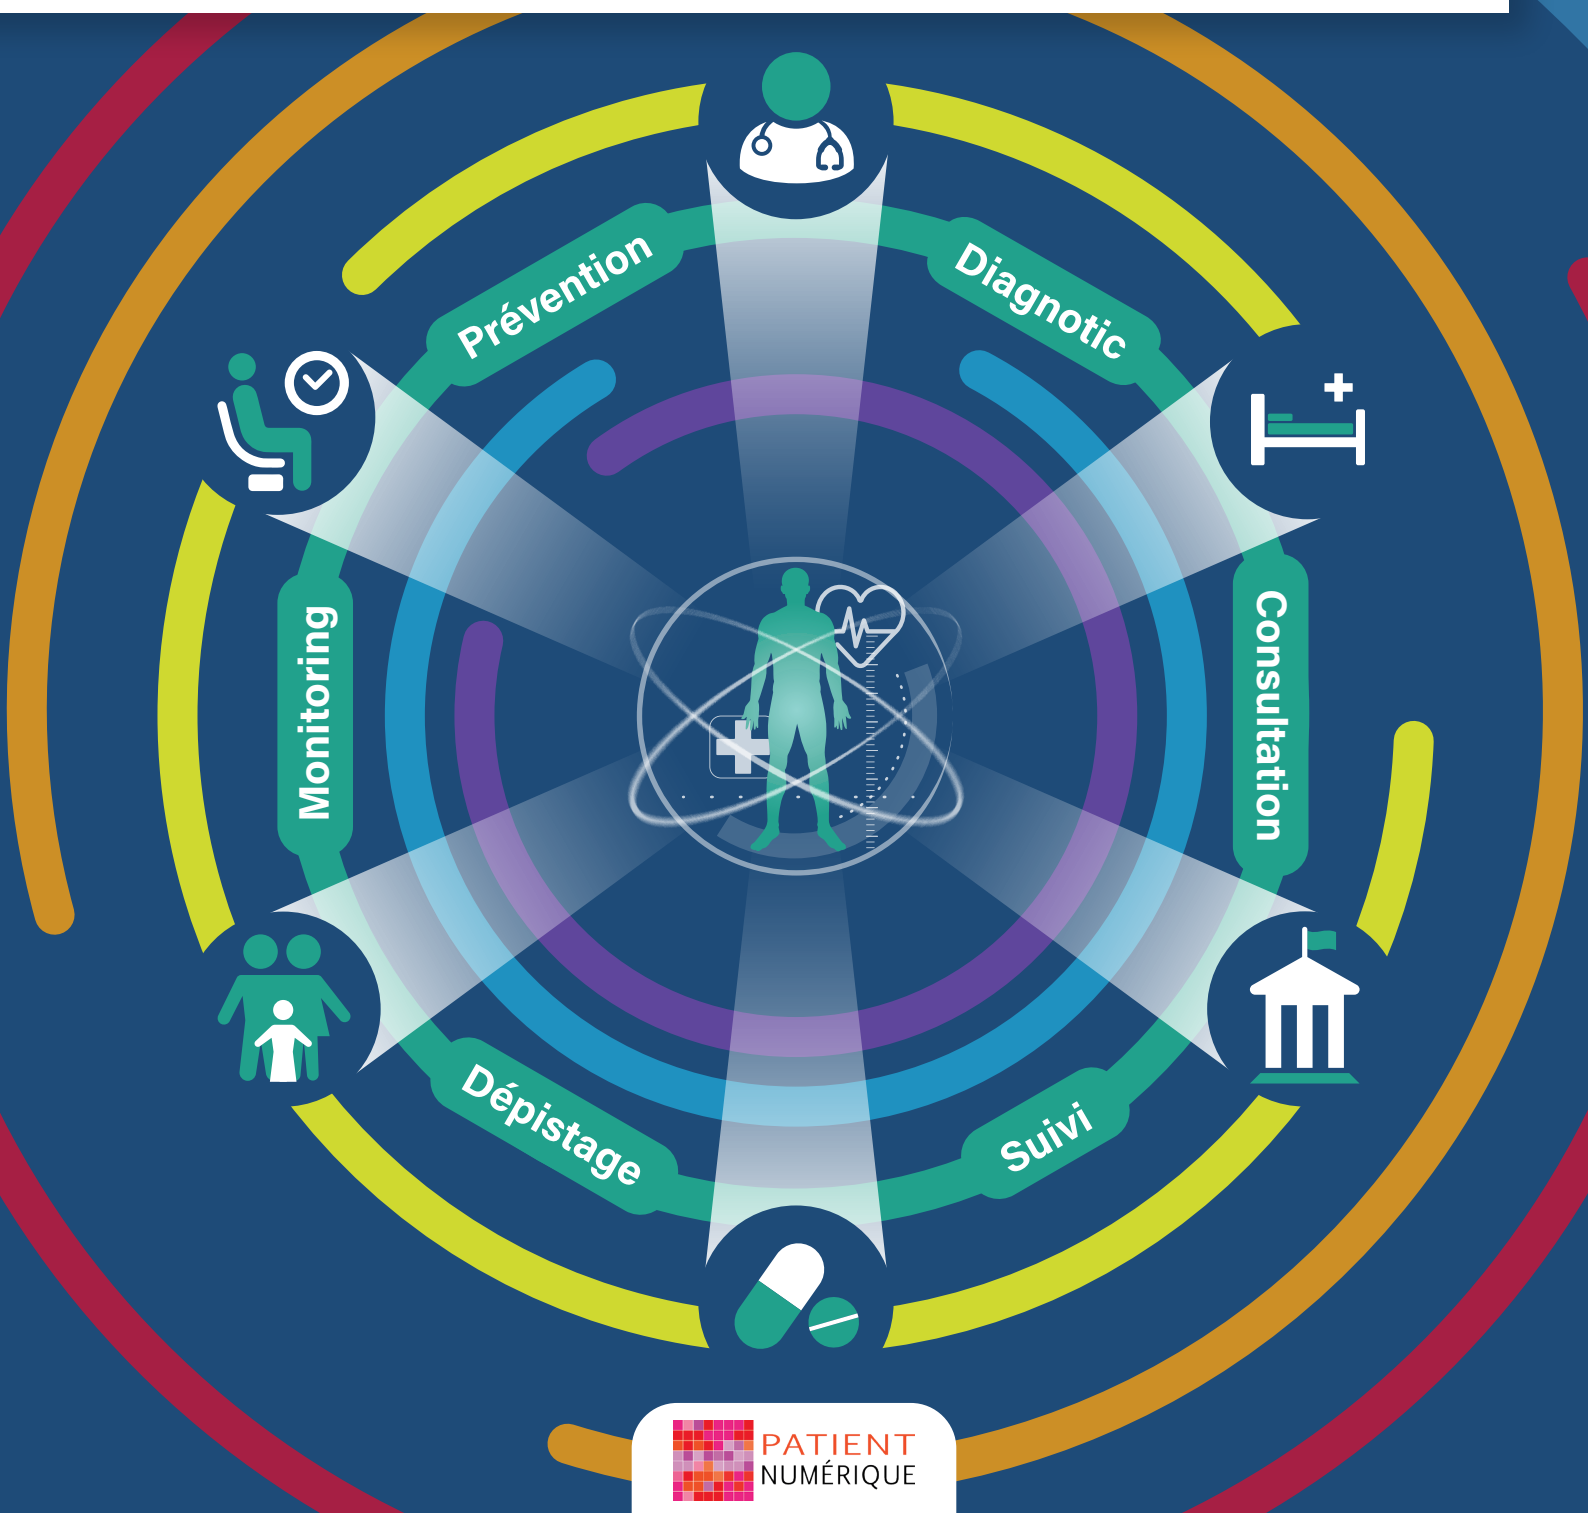 Prévention
Diagnotic
Monitoring
Consultation
Dépistage
Suivi
PATIENT
NUMÉRIQUE